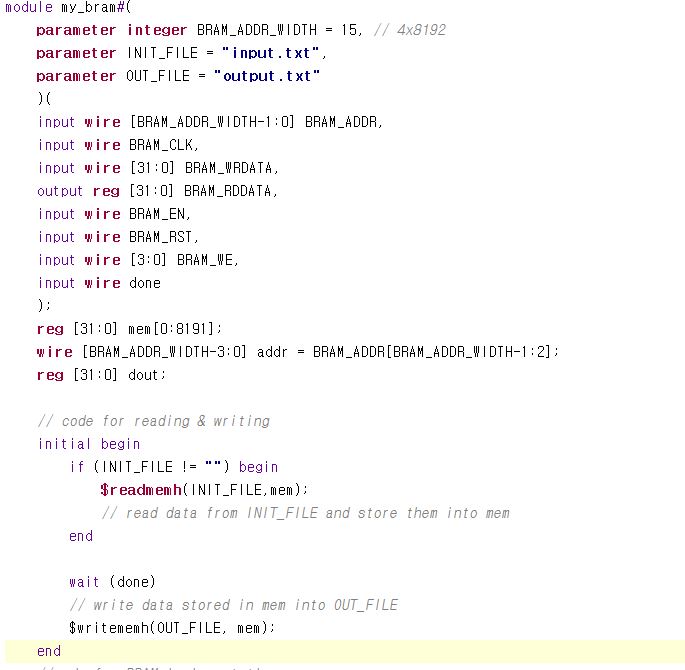 module my_bram#(
parameter integer BRAM_ADDR_WIDTH = 15, // 4x8192
parameter INIT_FILE = "input.txt",
parameter OUT_FILE = "output.txt"
)(
input wire [BRAM_ADDR_WIDTH-1:0] BRAM_ADDR,
input wire BRAM_CLK,
input wire [31:0] BRAM_WRDATA,
output reg [31:0] BRAM_RDDATA,
input wire BRAM_EN,
input wire BRAM_RST,
input wire [3:0] BRAM_WE,
input wire done
);
reg [31:0] mem[0:8191];
wire [BRAM_ADDR_WIDTH-3:0] addr = BRAM_ADDR[BRAM_ADDR_WIDTH-1:2];
reg [31:0] dout;
// code for reading & writing
initial begin
if (INIT_FILE != "") begin
$readmemh(INIT_FILE,mem);
// read data from INIT_FILE and store them into mem
end
wait (done)
// write data stored in mem into OUT_FILE
$writememh(OUT_FILE, mem);
end